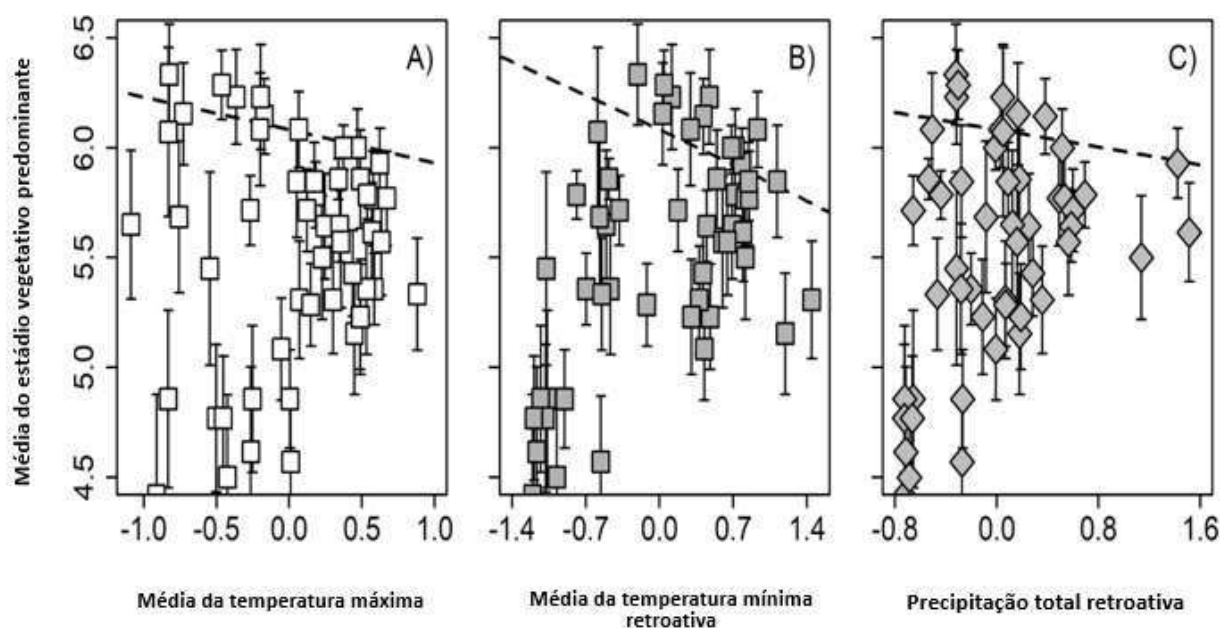 Média do estádio vegetativo predominante
6.5
6.0
5.5
5.0
4.5
A)
-1.0 -0.5 0.0 0.5 1.0
Média da temperatura máxima
B)
-1.4 -0.7 0.0 0.7 1.4
Média da temperatura mínima
retroativa
C)
-0.8 0.0 0.8 1.6
Precipitação total retroativa